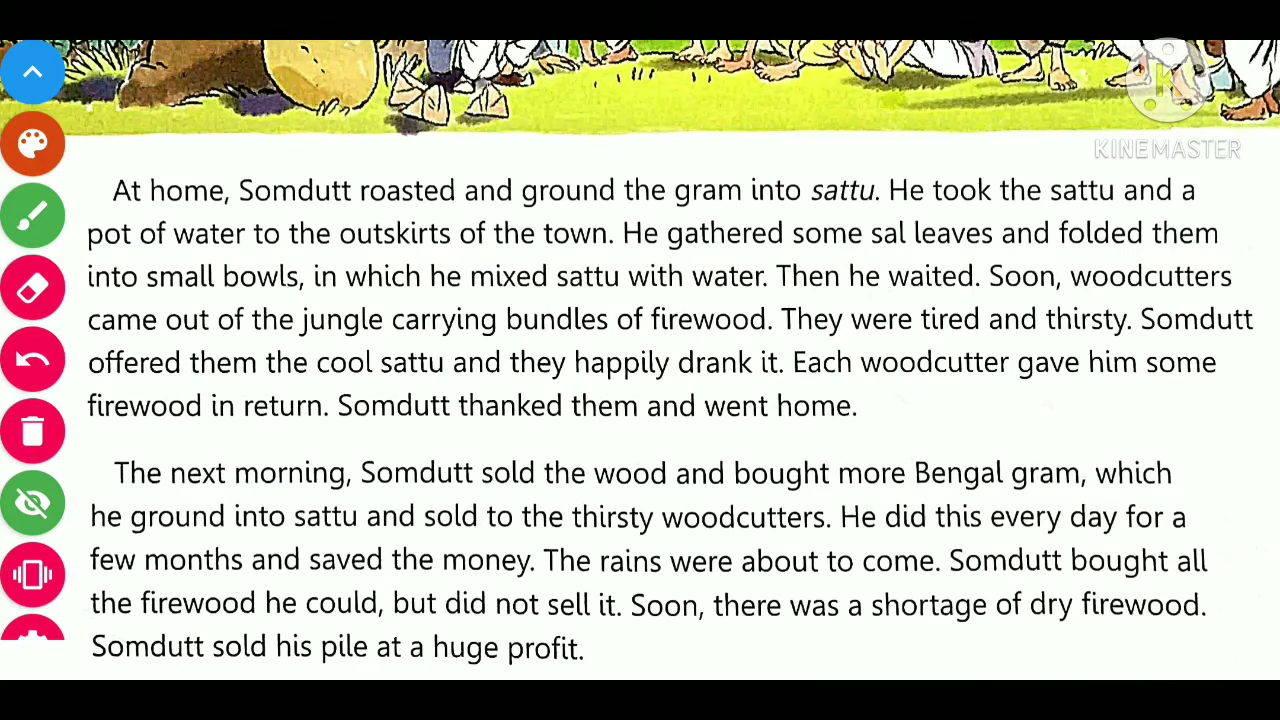 KINEMASTER
At home, Somdutt roasted and ground the gram into sattu. He took the sattu and a
pot of water to the outskirts of the town. He gathered some sal leaves and folded them
into small bowls, in which he mixed sattu with water. Then he waited. Soon, woodcutters
came out of the jungle carrying bundles of firewood. They were tired and thirsty. Somdutt
offered them the cool sattu and they happily drank it. Each woodcutter gave him some
firewood in return. Somdutt thanked them and went home.
The next morning, Somdutt sold the wood and bought more Bengal gram, which
he ground into sattu and sold to the thirsty woodcutters. He did this every day for a
few months and saved the money. The rains were about to come. Somdutt bought all
the firewood he could, but did not sell it. Soon, there was a shortage of dry firewood.
Somdutt sold his pile at a huge profit.